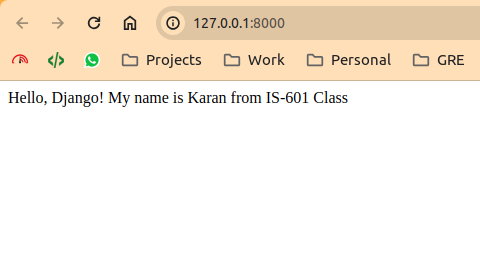 127.0.0.1:8000
Projects Work Personal GRE
Hello, Django! My name is Karan from IS-601 Class